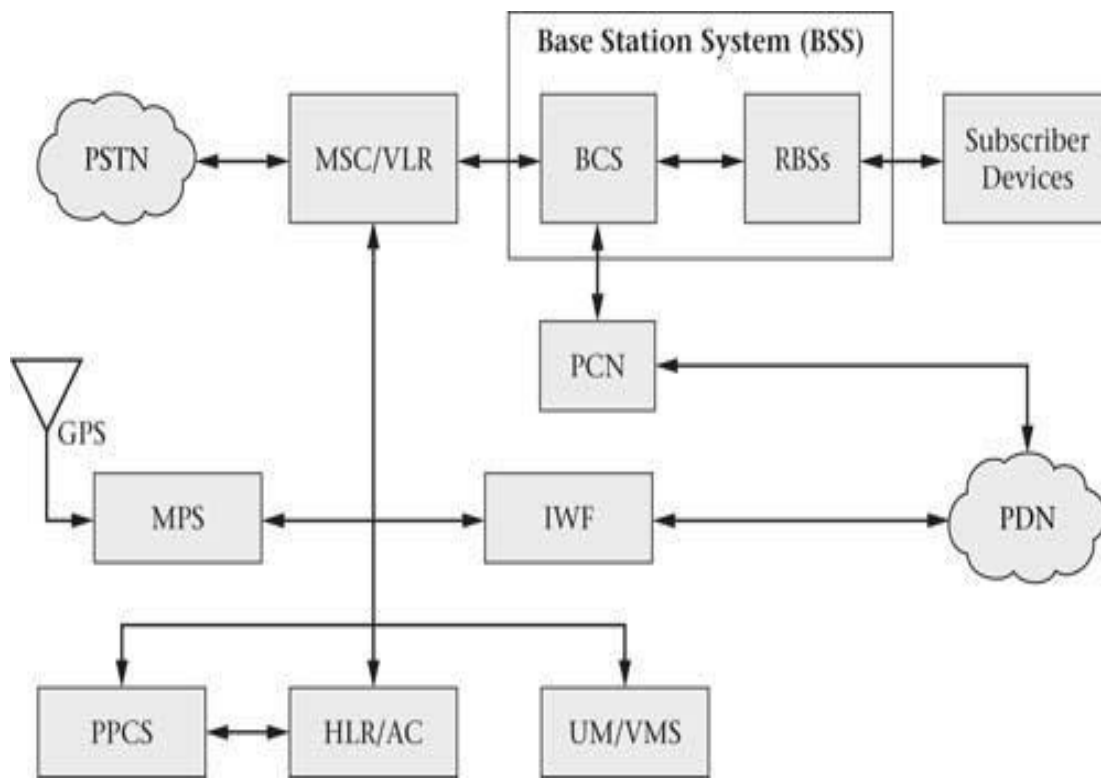 Base Station System (BSS)
PSTN
MSC/VLR
BCS
RBSs
Subscriber
Devices
PCN
GPS
MPS
IWF
PDN
PPCS
HLR/AC
UM/VMS